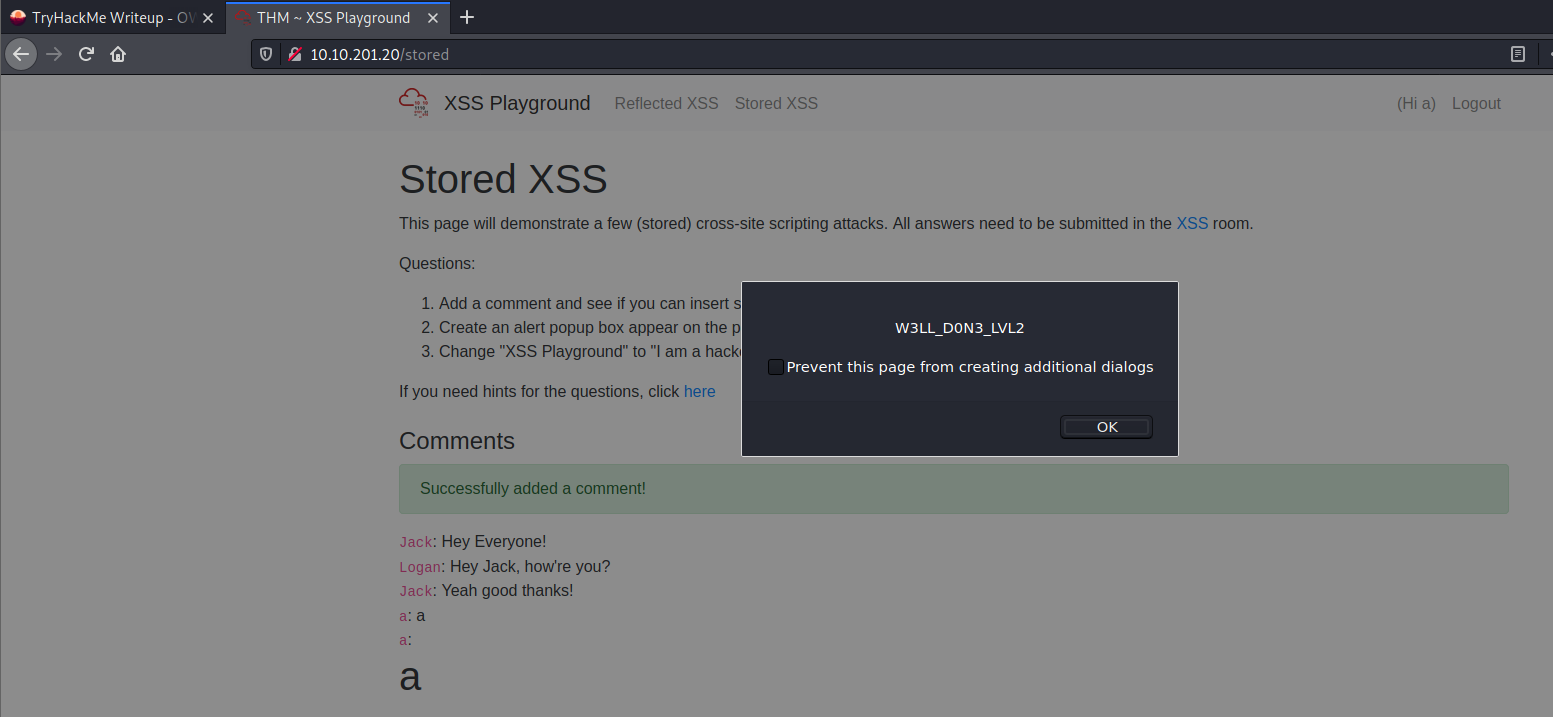 TryHackMe Writeup - OV
THM ~ XSS Playground
10.10.201.20/stored
XSS Playground Reflected XSS Stored XSS (Hi a) Logout
Stored XSS
This page will demonstrate a few (stored) cross-site scripting attacks. All answers need to be submitted in the XSS room.
Questions:
1. Add a comment and see if you can insert s
2. Create an alert popup box appear on the p
3. Change "XSS Playground" to "I am a hack
W3LL_D0N3_LVL2
Prevent this page from creating additional dialogs
OK
If you need hints for the questions, click here
Comments
Successfully added a comment!
Jack: Hey Everyone!
Logan: Hey Jack, how're you?
Jack: Yeah good thanks!
a: a
a:
a